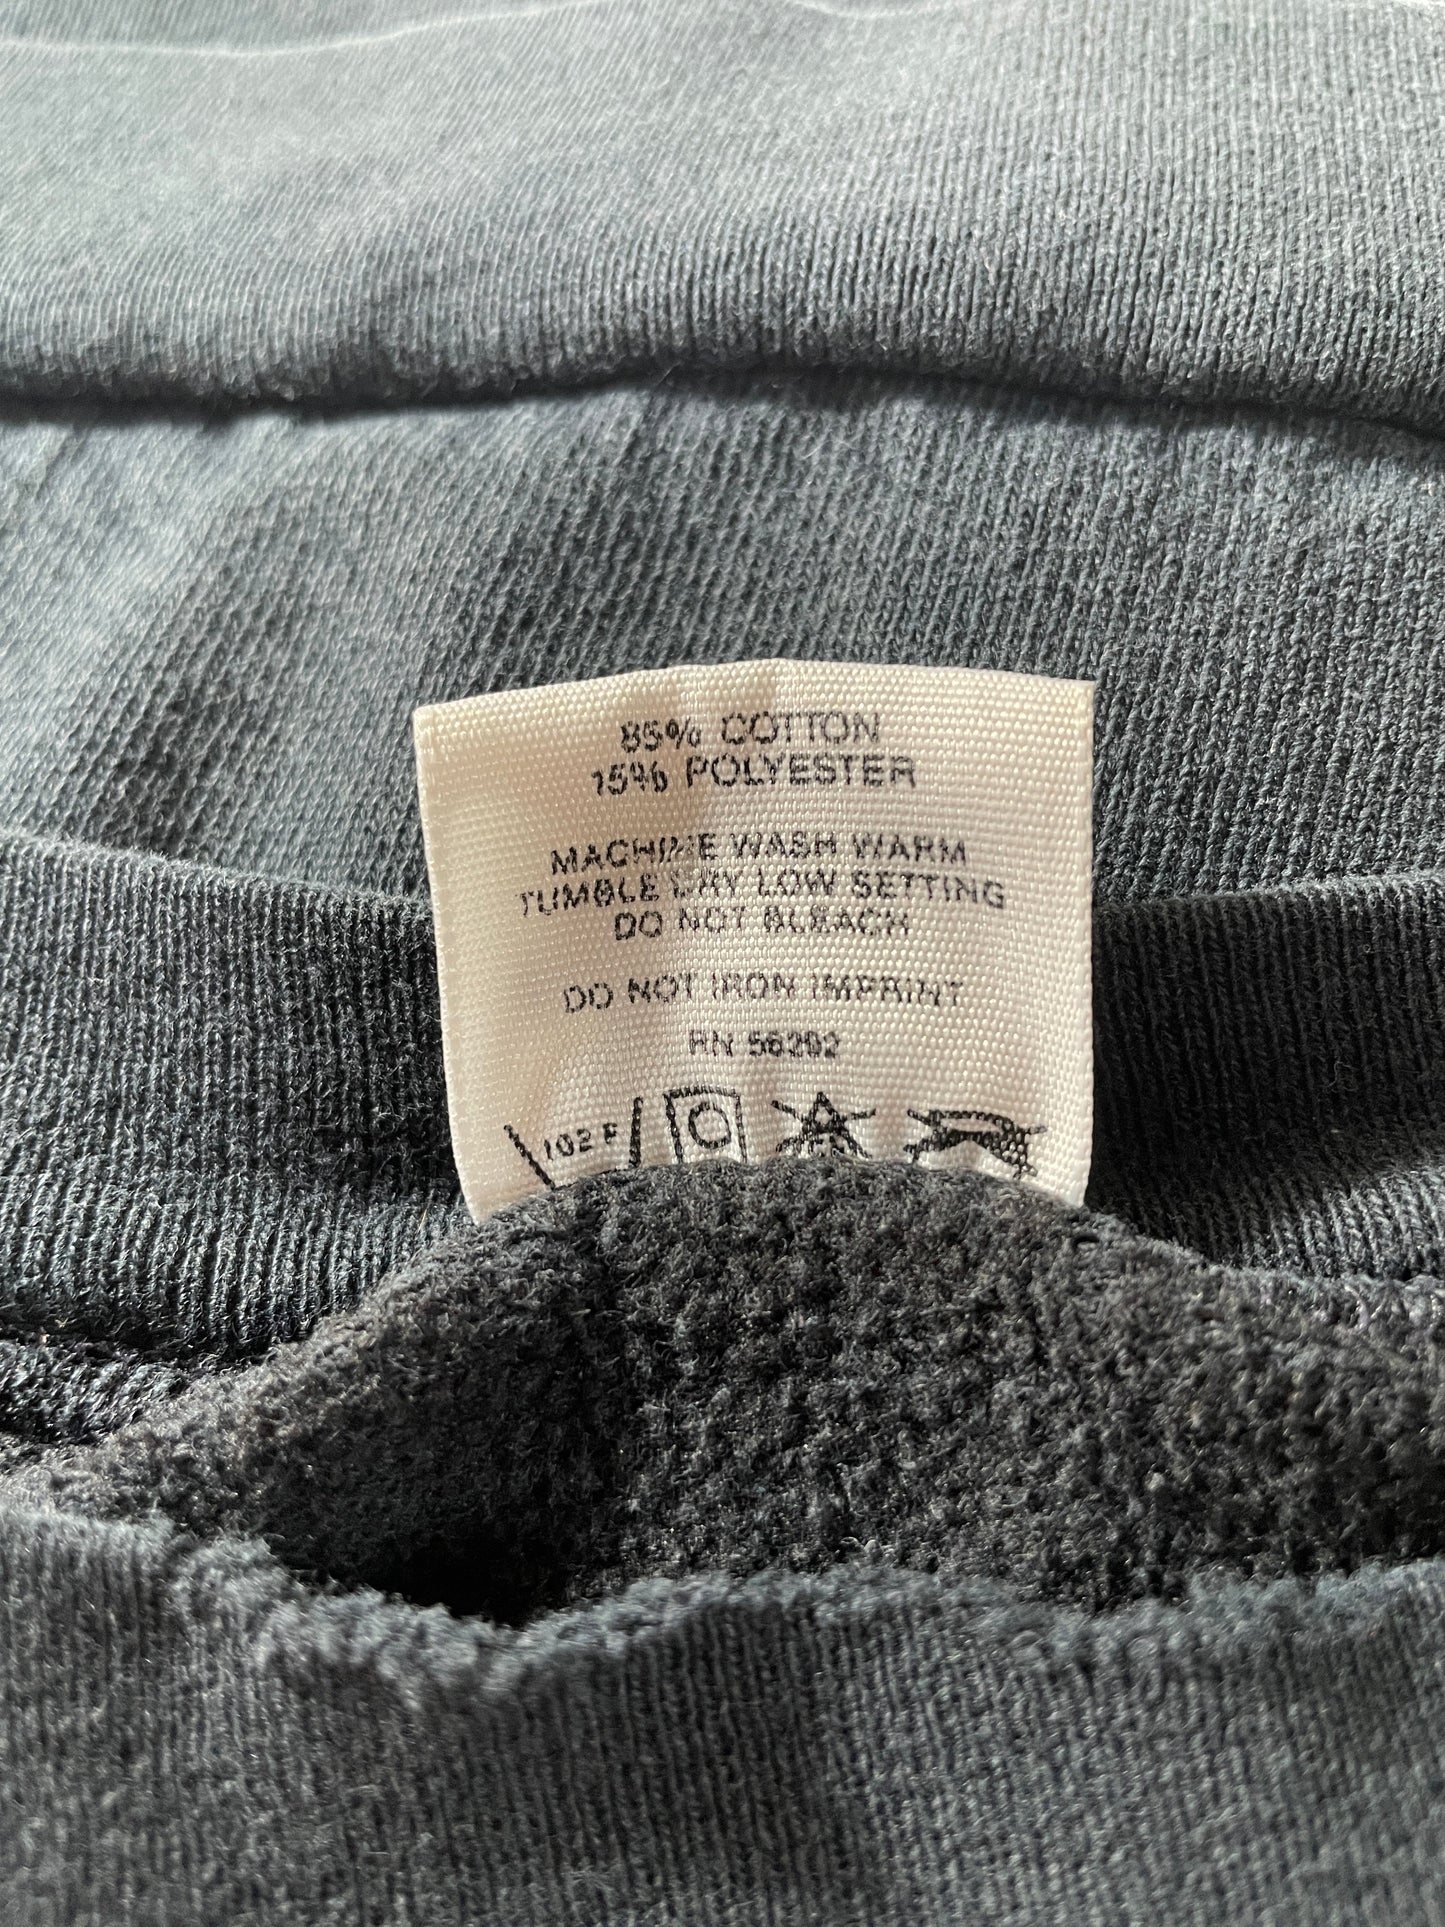 85% COTTON
15% POLYESTER
MACHINE WASH WARM
TUMBLE DRY LOW SETTING
DO NOT BLEACH
DO NOT IRON IMPRINT
RN 56202
102 F